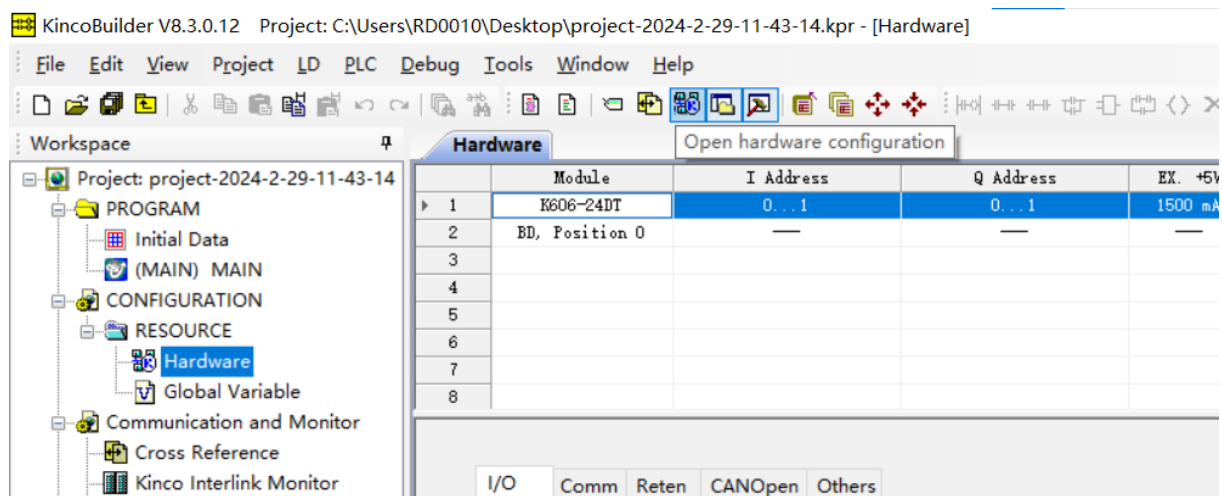 KincoBuilder V8.3.0.12 Project: C:\Users\RD0010\Desktop\project-2024-2-29-11-43-14.kpr - [Hardware]
File Edit View Project LD PLC Debug Tools Window Help
Workspace
Hardware
Open hardware configuration
Project: project-2024-2-29-11-43-14
PROGRAM
Initial Data
(MAIN) MAIN
CONFIGURATION
RESOURCE
Hardware
Global Variable
Communication and Monitor
Cross Reference
Kinco Interlink Monitor
Module I Address Q Address EX. +5V
1 K606-24DT 0...1 0...1 1500 mA
2 BD, Position 0 — — —
3
4
5
6
7
8
I/O Comm Reten CANOpen Others